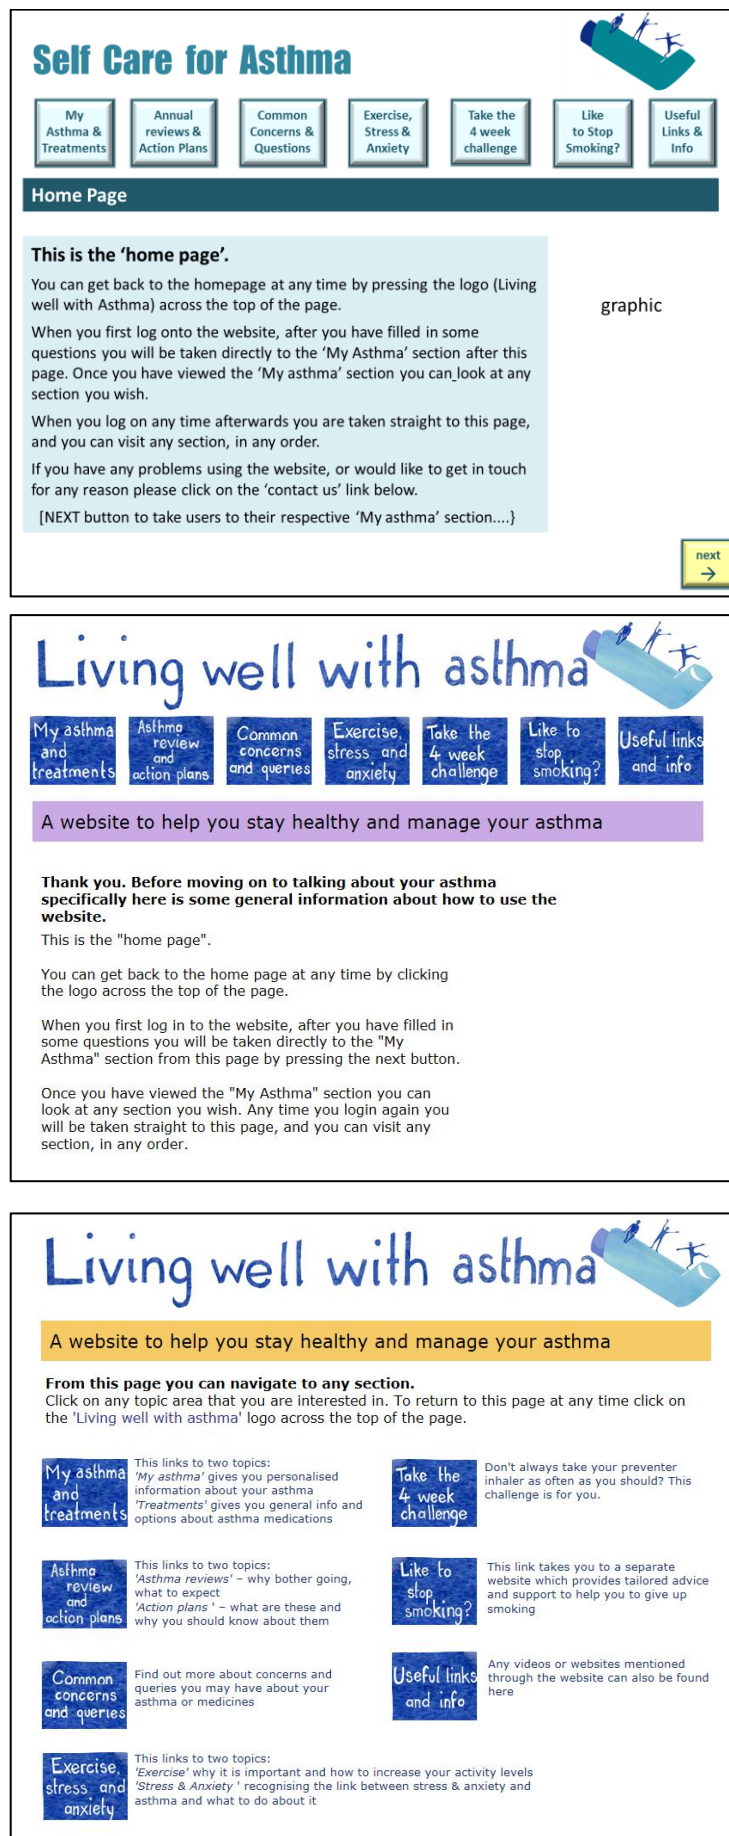 Self Care for Asthma
My
Asthma &
Treatments
Annual
reviews &
Action Plans
Common
Concerns &
Questions
Exercise,
Stress &
Anxiety
Take the
4 week
challenge
Like
to Stop
Smoking?
Useful
Links &
Info
Home Page
This is the ‘home page’.
You can get back to the homepage at any time by pressing the logo (Living
well with Asthma) across the top of the page.
When you first log onto the website, after you have filled in some
questions you will be taken directly to the ‘My Asthma’ section after this
page. Once you have viewed the ‘My asthma’ section you can look at any
section you wish.
When you log on any time afterwards you are taken straight to this page,
and you can visit any section, in any order.
If you have any problems using the website, or would like to get in touch
for any reason please click on the ‘contact us’ link below.
[NEXT button to take users to their respective ‘My asthma’ section....}
graphic
next
→
Living well with asthma
My asthma
and
treatments
Asthma
review
and
action plans
Common
concerns
and queries
Exercise,
stress and
anxiety
Take the
4 week
challenge
Like to
stop
smoking?
Useful links
and info
A website to help you stay healthy and manage your asthma
Thank you. Before moving on to talking about your asthma
specifically here is some general information about how to use the
website.
This is the "home page".
You can get back to the home page at any time by clicking
the logo across the top of the page.
When you first log in to the website, after you have filled in
some questions you will be taken directly to the "My
Asthma" section from this page by pressing the next button.
Once you have viewed the "My Asthma" section you can
look at any section you wish. Any time you login again you
will be taken straight to this page, and you can visit any
section, in any order.
Living well with asthma
A website to help you stay healthy and manage your asthma
From this page you can navigate to any section.
Click on any topic area that you are interested in. To return to this page at any time click on
the 'Living well with asthma' logo across the top of the page.
My asthma
and
treatments
This links to two topics:
'My asthma' gives you personalised
information about your asthma
'Treatments' gives you general info and
options about asthma medications
Take the
4 week
challenge
Don't always take your preventer
inhaler as often as you should? This
challenge is for you.
Asthma
review
and
action plans
This links to two topics:
'Asthma reviews' – why bother going,
what to expect
'Action plans ' – what are these and
why you should know about them
Like to
stop
smoking?
This link takes you to a separate
website which provides tailored advice
and support to help you to give up
smoking
Common
concerns
and queries
Find out more about concerns and
queries you may have about your
asthma or medicines
Useful links
and info
Any videos or websites mentioned
through the website can also be found
here
Exercise,
stress and
anxiety
This links to two topics:
'Exercise' why it is important and how to increase your activity levels
'Stress & Anxiety ' recognising the link between stress & anxiety and
asthma and what to do about it